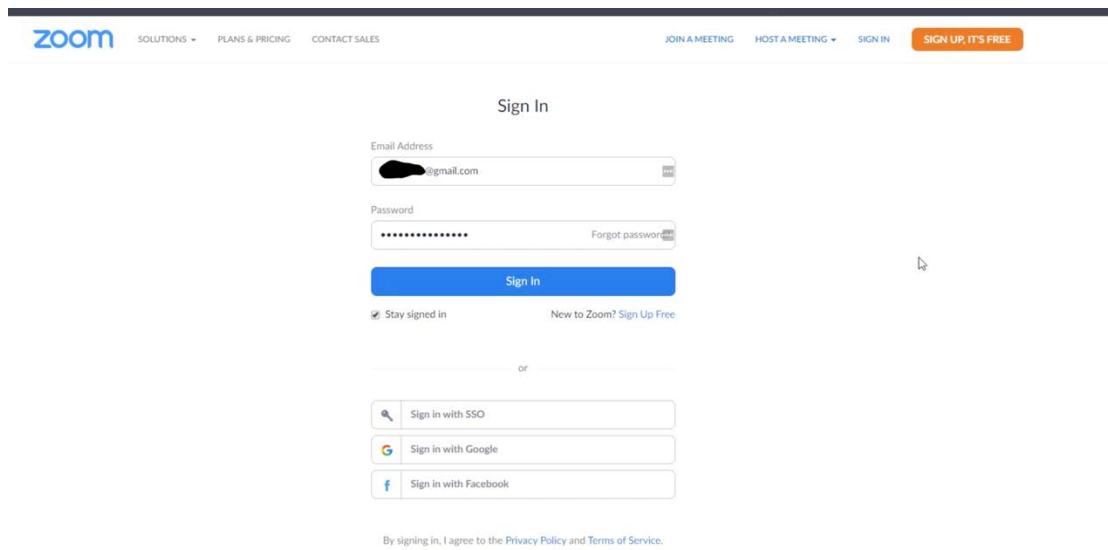 zoom SOLUTIONS PLANS & PRICING CONTACT SALES JOIN A MEETING HOST A MEETING SIGN IN SIGN UP, IT'S FREE
Sign In
Email Address
@gmail.com
Password
••••••••••••••• Forgot password
Sign In
Stay signed in New to Zoom? Sign Up Free
or
Sign in with SSO
Sign in with Google
Sign in with Facebook
By signing in, I agree to the Privacy Policy and Terms of Service.